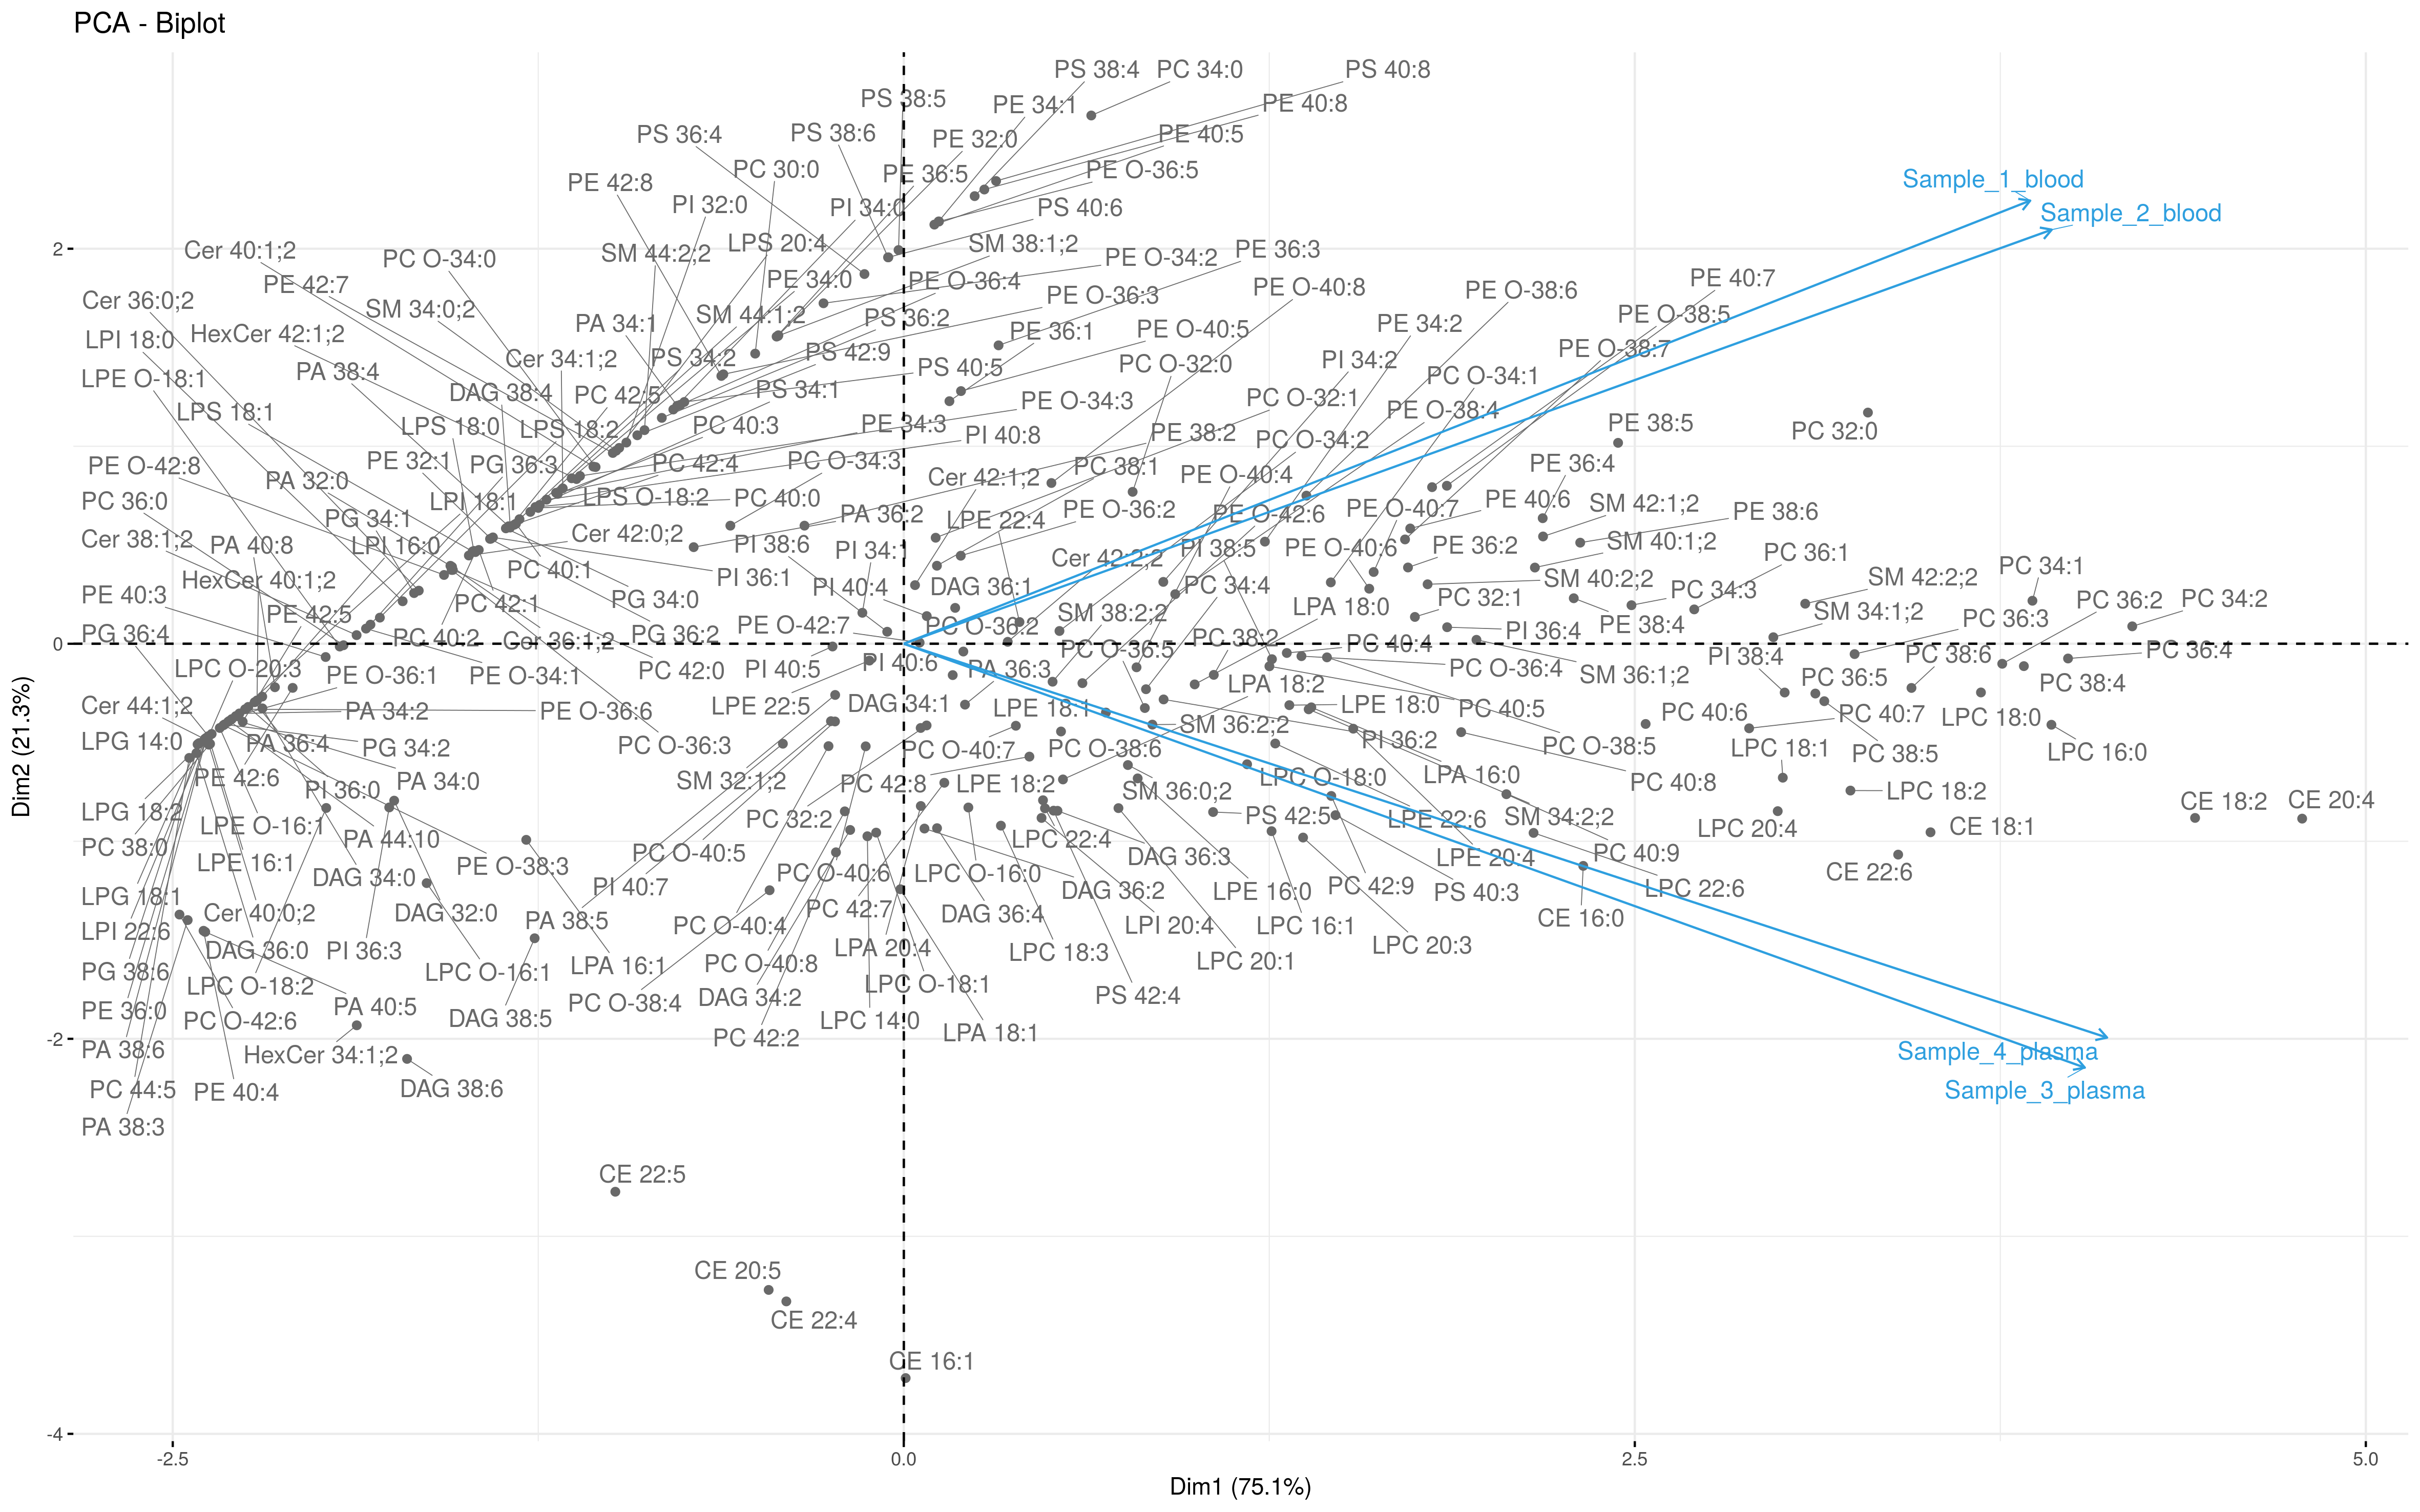 PCA - Biplot
PS 38:4 PC 34:0 PS 40:8
PS 38:5 PE 34:1 PE 40:8
PS 36:4 PS 38:6 PE 32:0 PE 40:5
PC 30:0 PE 36:5 PE O-36:5
PE 42:8 Sample_1_blood
PI 32:0 PI 34:0 PS 40:6 Sample_2_blood
Cer 40:1;2 PC O-34:0 SM 44:2;2 LPS 20:4 SM 38:1;2 PE O-34:2 PE 36:3
2
PE 42:7 PE 34:0 PE O-36:4 PE O-40:8 PE O-38:6 PE 40:7
Cer 36:0;2 SM 34:0;2 SM 44:1;2 PS 36:2 PE O-36:3 PE O-38:5
LPI 18:0 HexCer 42:1;2 PA 34:1 PE 36:1 PE O-40:5 PE 34:2
Cer 34:1;2 PS 34:2 PS 42:9 PS 40:5 PC O-32:0 PI 34:2 PE O-38:7
LPE O-18:1 PA 38:4 DAG 38:4 PC 42:5 PS 34:1 PC O-34:1
LPS 18:1 PE O-34:3 PC O-32:1 PE O-38:4
LPS 18:0 LPS 18:2 PC 40:3 PE 34:3 PI 40:8 PE 38:2 PC O-34:2 PE 38:5 PC 32:0
PE O-42:8 PA 32:0 PE 32:1 PG 36:3 PC 42:4 PC O-34:3 Cer 42:1;2 PC 38:1 PE O-40:4 PE 36:4
PC 36:0 LPI 18:1 LPS O-18:2 PC 40:0 PE O-36:2 PE O-40:7 PE 40:6 SM 42:1;2
PG 34:1 PA 36:2 LPE 22:4 PE O-42:6 PE 38:6
Cer 38:1;2 PA 40:8 LPI 16:0 Cer 42:0;2 PI 38:6 PI 34:1 Cer 42:2;2 PI 38:5 PE O-40:6 PE 36:2 SM 40:1;2 PC 36:1
HexCer 40:1;2 PC 40:1 PI 36:1 PI 40:4 DAG 36:1 PC 34:4 SM 40:2;2 PC 34:3 SM 42:2;2 PC 34:1
PE 40:3 PE 42:5 PC 42:1 PG 34:0 SM 38:2;2 LPA 18:0 PC 32:1 SM 34:1;2 PC 36:3 PC 36:2 PC 34:2
PG 36:4 PC 40:2 Cer 36:1;2 PG 36:2 PE O-42:7 PC O-36:2 PC 38:2 PC 40:4 PI 36:4 PE 38:4
0
LPC O-20:3 PE O-36:1 PE O-34:1 PC 42:0 PI 40:5 PI 40:6 PA 36:3 PC O-36:5 PC O-36:4 SM 36:1;2 PI 38:4 PC 38:6 PC 36:4
Cer 44:1;2 PA 34:2 PE O-36:6 LPE 22:5 DAG 34:1 LPE 18:1 LPA 18:2 LPE 18:0 PC 40:5 PC 40:6 PC 36:5 PC 40:7 LPC 18:0 PC 38:4
LPG 14:0 PA 36:4 PG 34:2 PC O-36:3 PC O-40:7 PC O-38:6 SM 36:2;2 PI 36:2 PC O-38:5 LPC 18:1 PC 38:5 LPC 16:0
PE 42:6 PI 36:0 PA 34:0 SM 32:1;2 PC 42:8 LPE 18:2 SM 36:0;2 LPC O-18:0 LPA 16:0 PC 40:8 LPC 18:2
LPG 18:2 LPE O-16:1 PC 32:2 PS 42:5 LPE 22:6 SM 34:2;2 LPC 20:4 CE 18:1 CE 18:2 CE 20:4
PC 38:0 LPE 16:1 PA 44:10 PE O-38:3 PC O-40:5 LPC 22:4 DAG 36:3 LPE 20:4 PC 40:9
LPG 18:1 DAG 34:0 PI 40:7 PC O-40:6 LPC O-16:0 DAG 36:2 LPE 16:0 PC 42:9 PS 40:3 LPC 22:6 CE 22:6
LPI 22:6 Cer 40:0;2 DAG 32:0 PA 38:5 PC O-40:4 PC 42:7 DAG 36:4 LPI 20:4 LPC 16:1 CE 16:0
PG 38:6 DAG 36:0 PI 36:3 LPC O-16:1 LPA 16:1 PC O-40:8 LPA 20:4 LPC 18:3 LPC 20:1 LPC 20:3
PE 36:0 LPC O-18:2 PA 40:5 DAG 38:5 PC O-38:4 DAG 34:2 LPC O-18:1 PS 42:4
PC O-42:6 PC 42:2 LPC 14:0 LPA 18:1
-2
PA 38:6 HexCer 34:1;2 Sample_4_plasma
PC 44:5 PE 40:4 DAG 38:6 Sample_3_plasma
PA 38:3
CE 22:5
CE 20:5
CE 22:4
CE 16:1
-4
-2.5 0.0 2.5 5.0
Dim1 (75.1%)
Dim2 (21.3%)